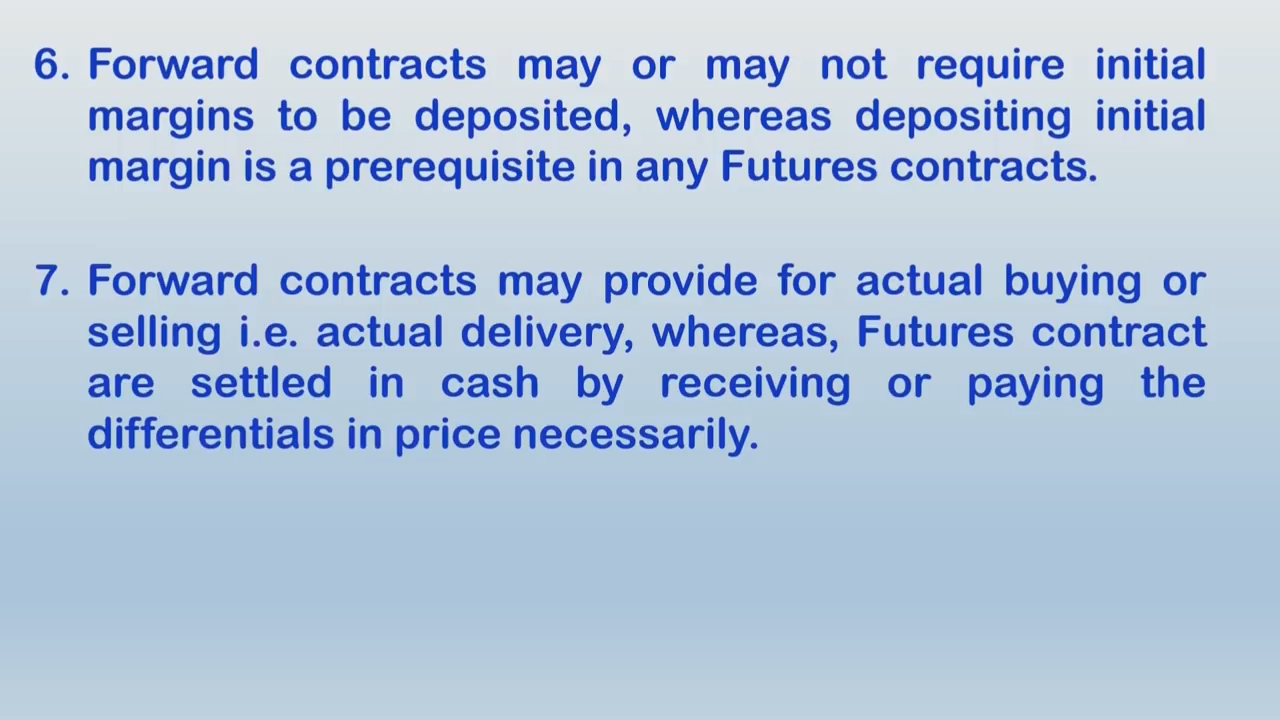 6. Forward contracts may or may not require initial
margins to be deposited, whereas depositing initial
margin is a prerequisite in any Futures contracts.
7. Forward contracts may provide for actual buying or
selling i.e. actual delivery, whereas, Futures contract
are settled in cash by receiving or paying the
differentials in price necessarily.